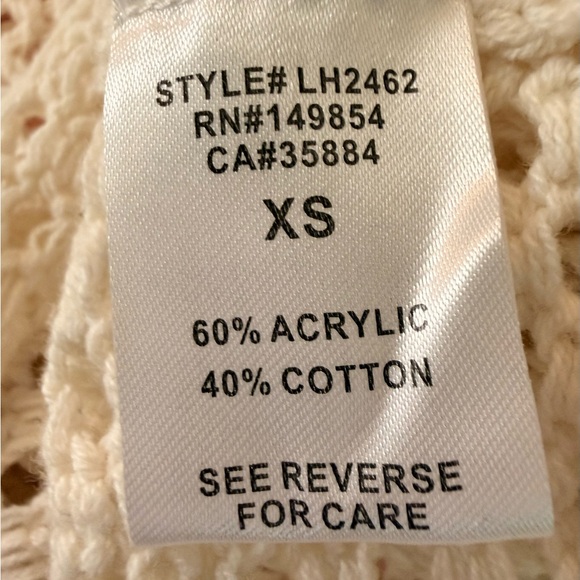 STYLE# LH2462
RN#149854
CA#35884
XS
60% ACRYLIC
40% COTTON
SEE REVERSE
FOR CARE